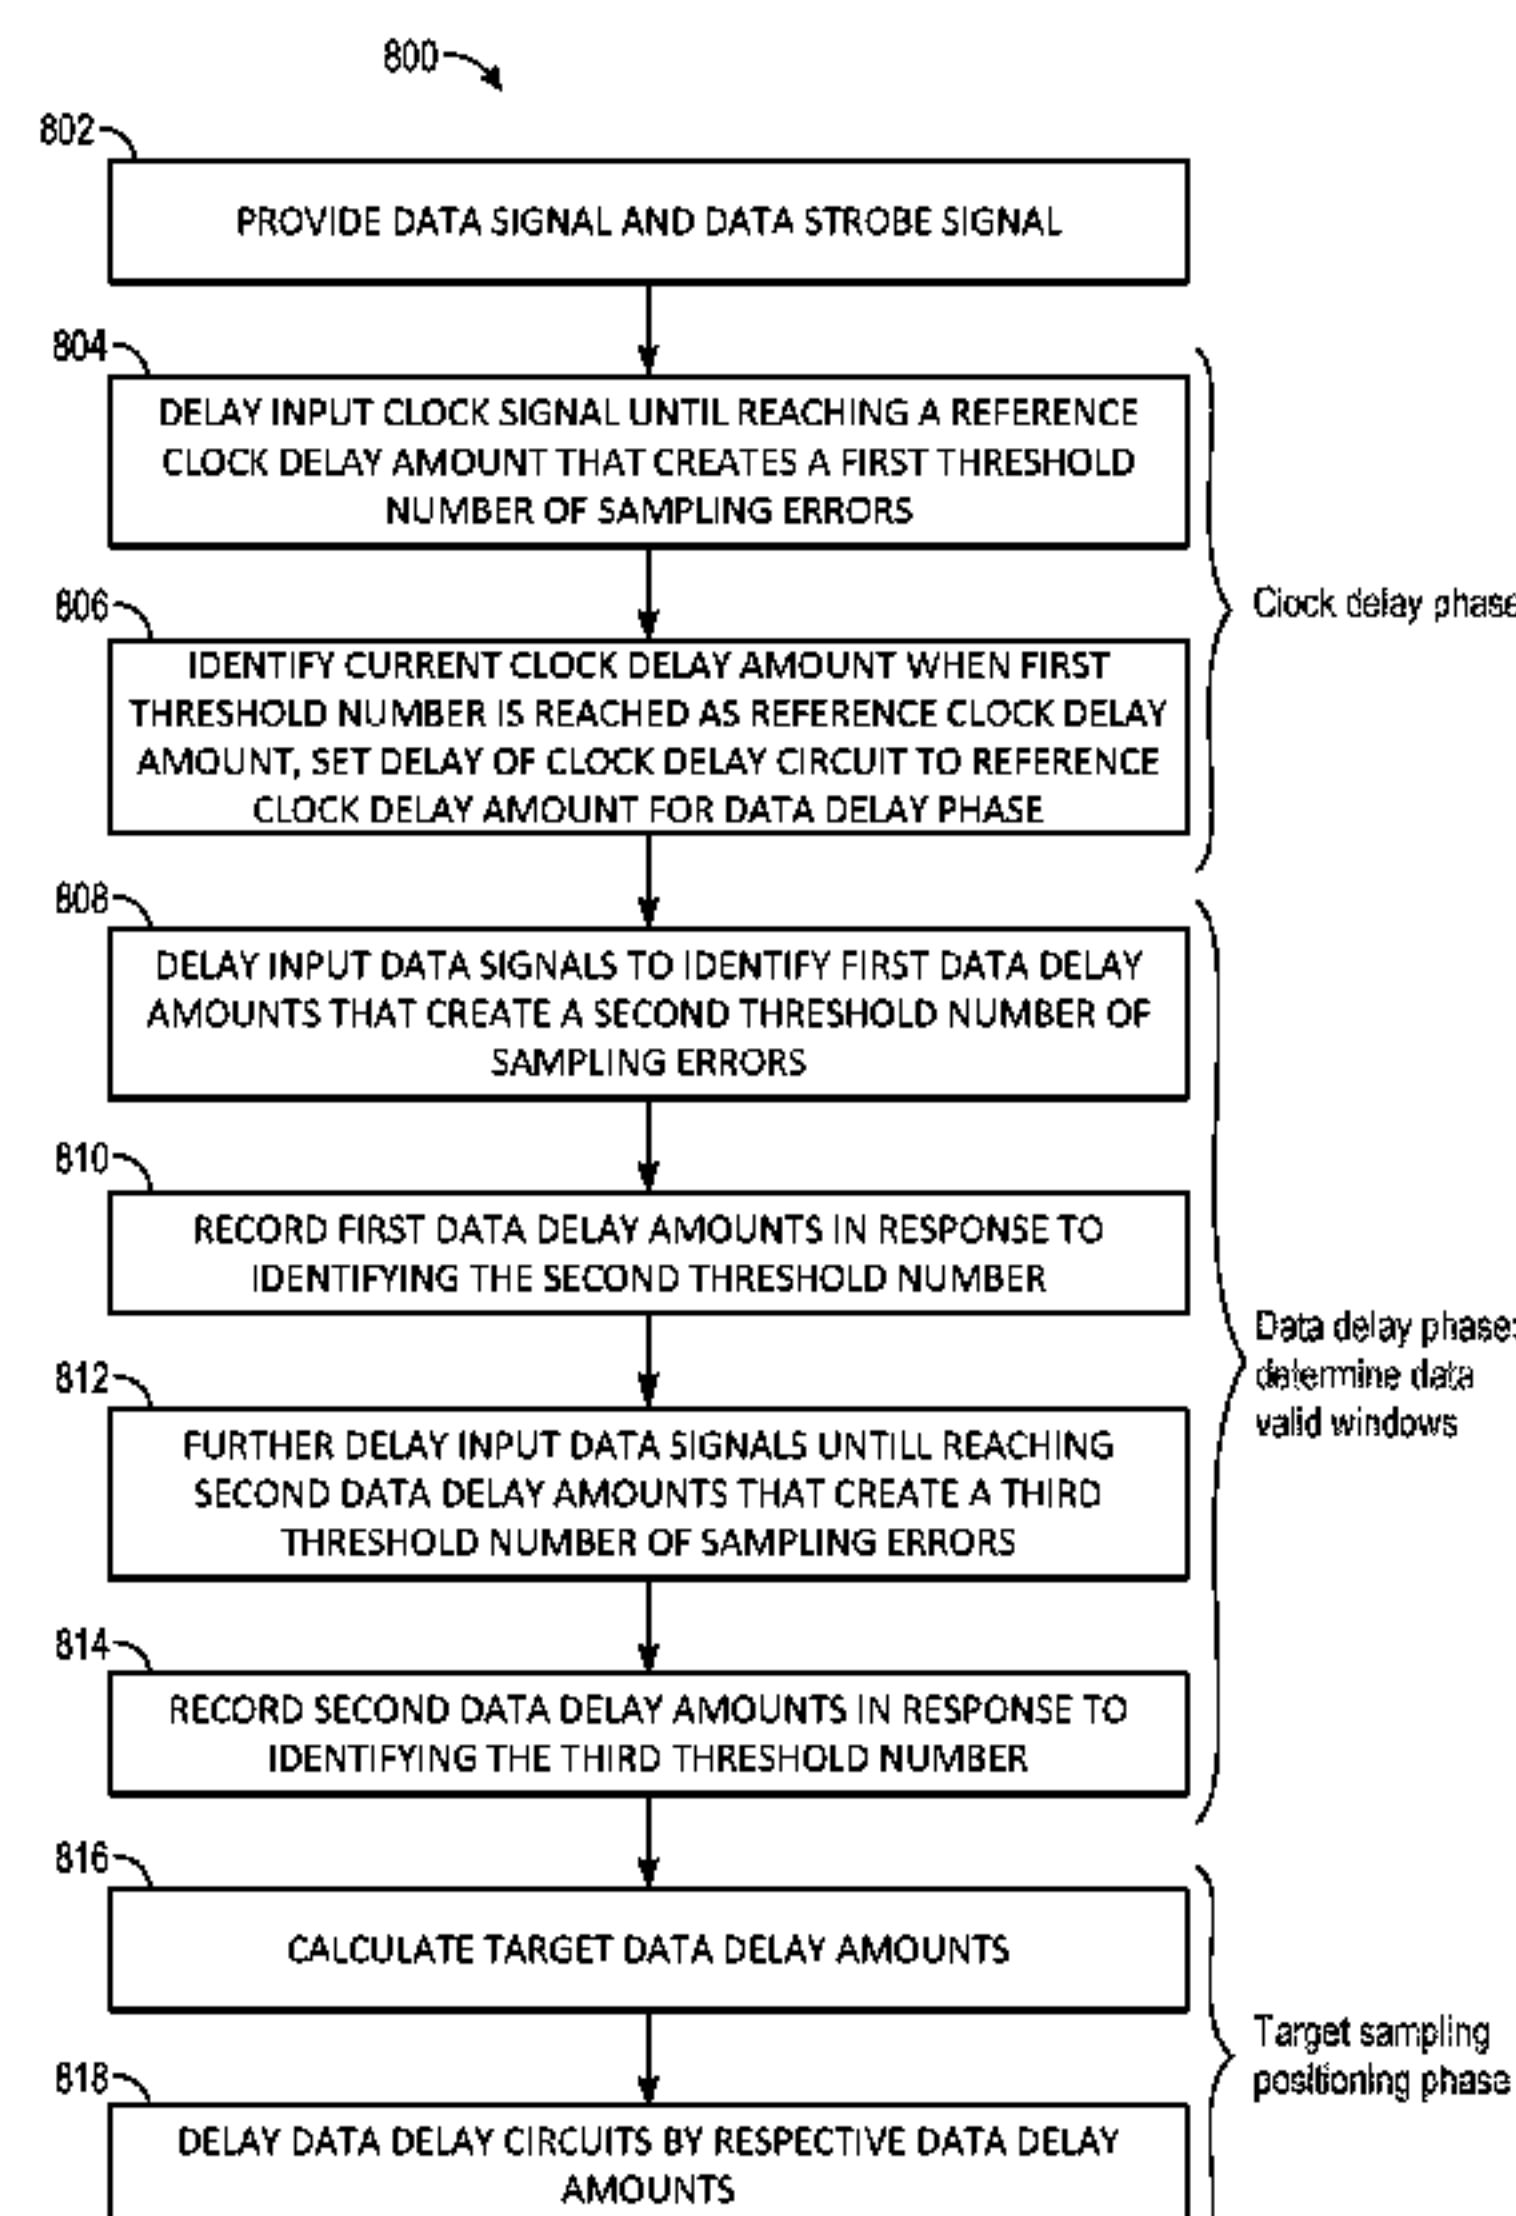 800
802
PROVIDE DATA SIGNAL AND DATA STROBE SIGNAL
804
DELAY INPUT CLOCK SIGNAL UNTIL REACHING A REFERENCE
CLOCK DELAY AMOUNT THAT CREATES A FIRST THRESHOLD
NUMBER OF SAMPLING ERRORS
Clock delay phase
806
IDENTIFY CURRENT CLOCK DELAY AMOUNT WHEN FIRST
THRESHOLD NUMBER IS REACHED AS REFERENCE CLOCK DELAY
AMOUNT, SET DELAY OF CLOCK DELAY CIRCUIT TO REFERENCE
CLOCK DELAY AMOUNT FOR DATA DELAY PHASE
808
DELAY INPUT DATA SIGNALS TO IDENTIFY FIRST DATA DELAY
AMOUNTS THAT CREATE A SECOND THRESHOLD NUMBER OF
SAMPLING ERRORS
810
RECORD FIRST DATA DELAY AMOUNTS IN RESPONSE TO
IDENTIFYING THE SECOND THRESHOLD NUMBER
Data delay phase:
determine data
valid windows
812
FURTHER DELAY INPUT DATA SIGNALS UNTILL REACHING
SECOND DATA DELAY AMOUNTS THAT CREATE A THIRD
THRESHOLD NUMBER OF SAMPLING ERRORS
814
RECORD SECOND DATA DELAY AMOUNTS IN RESPONSE TO
IDENTIFYING THE THIRD THRESHOLD NUMBER
816
CALCULATE TARGET DATA DELAY AMOUNTS
Target sampling
positioning phase
818
DELAY DATA DELAY CIRCUITS BY RESPECTIVE DATA DELAY
AMOUNTS